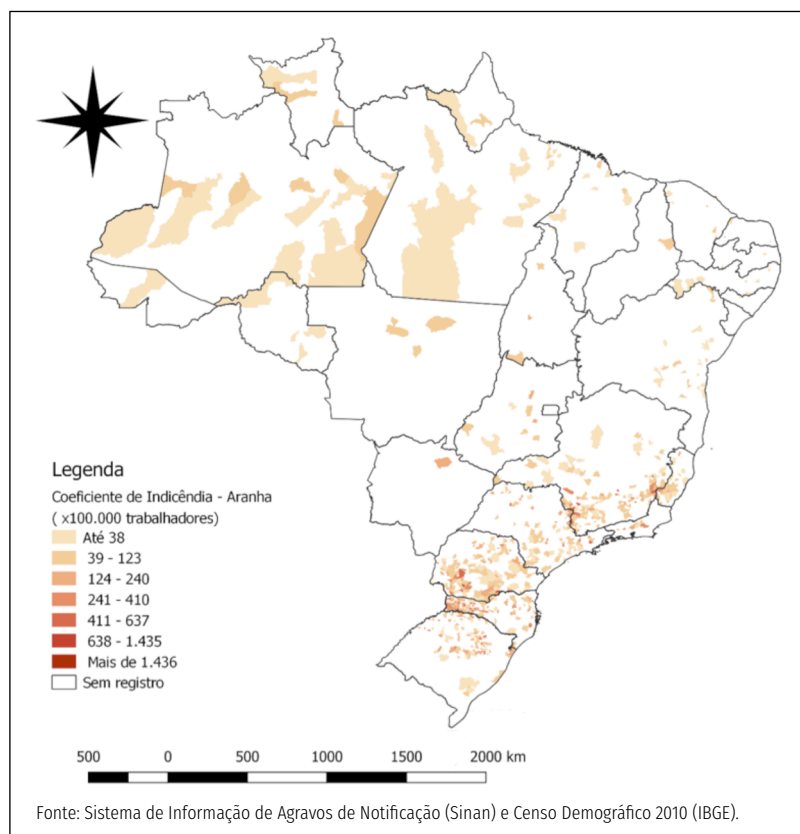 Legenda
Coeficiente de Indicêndia - Aranha
( x100.000 trabalhadores)
Até 38
39 - 123
124 - 240
241 - 410
411 - 637
638 - 1.435
Mais de 1.436
Sem registro
500 0 500 1000 1500 2000 km
Fonte: Sistema de Informação de Agravos de Notificação (Sinan) e Censo Demográfico 2010 (IBGE).